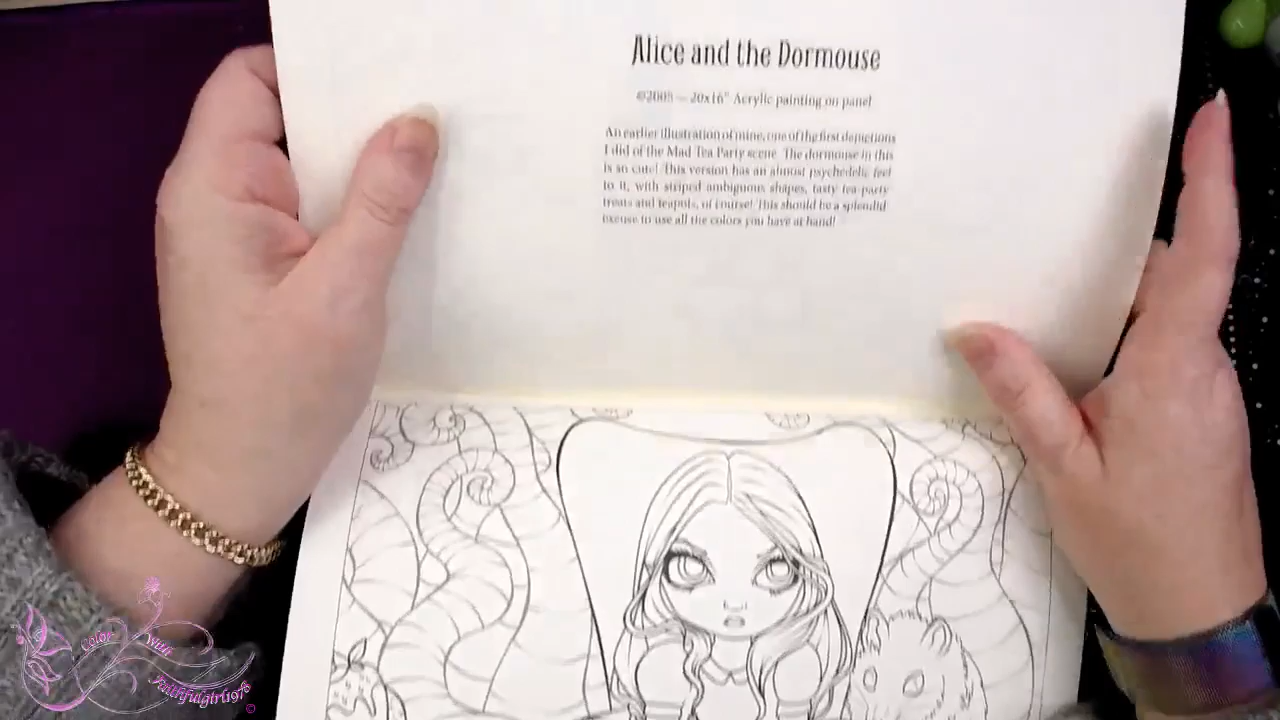 Alice and the Dormouse
©2008 — 20x16" Acrylic painting on panel
An earlier illustration of mine, one of the first depictions
I did of the Mad Tea Party scene. The dormouse in this
is so cute! This version has an almost psychedelic feel
to it, with striped ambiguous shapes, tasty tea party
treats and teapots, of course! This should be a splendid
excuse to use all the colors you have at hand!
Color With
Faithfulgirl1978 ©